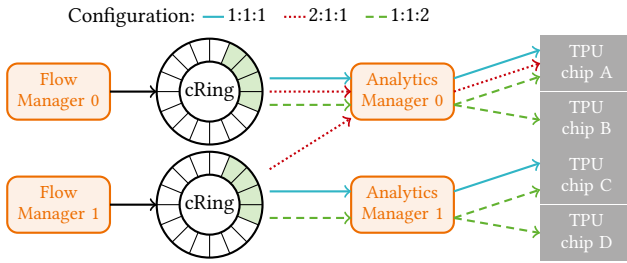 Configuration: 1:1:1 2:1:1 1:1:2
Flow
Manager 0
cRing
Analytics
Manager 0
TPU
chip A
TPU
chip B
Flow
Manager 1
cRing
Analytics
Manager 1
TPU
chip C
TPU
chip D